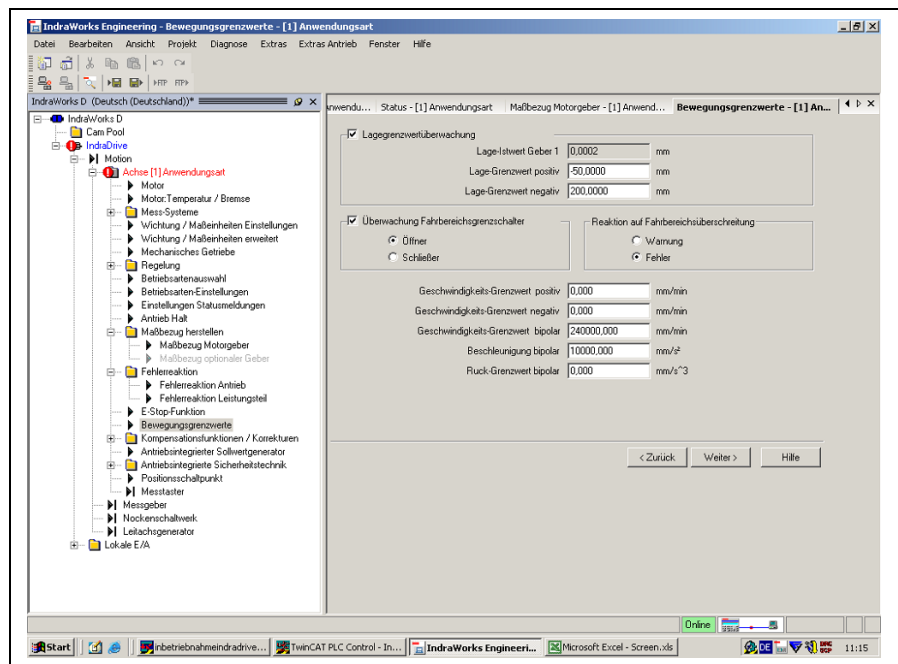 IndraWorks Engineering - Bewegungsgrenzwerte - [1] Anwendungsart
Datei Bearbeiten Ansicht Projekt Diagnose Extras Extras Antrieb Fenster Hilfe
FTP FTP
IndraWorks D (Deutsch (Deutschland))*
IndraWorks D
Cam Pool
IndraDrive
Motion
Achse [1] Anwendungsart
Motor
Motor:Temperatur / Bremse
Mess-Systeme
Wichtung / Maßeinheiten Einstellungen
Wichtung / Maßeinheiten erweitert
Mechanisches Getriebe
Regelung
Betriebsartenauswahl
Betriebsarten-Einstellungen
Einstellungen Statusmeldungen
Antrieb Halt
Maßbezug herstellen
Maßbezug Motorgeber
Maßbezug optionaler Geber
Fehlerreaktion
Fehlerreaktion Antrieb
Fehlerreaktion Leistungsteil
E-Stop-Funktion
Bewegungsgrenzwerte
Kompensationsfunktionen / Korrekturen
Antriebsintegrierter Sollwertgenerator
Antriebsintegrierte Sicherheitstechnik
Positionsschaltpunkt
Messtaster
Messgeber
Nockenschaltwerk
Leitachsgenerator
Lokale E/A
nwendu... Status - [1] Anwendungsart Maßbezug Motorgeber - [1] Anwend... Bewegungsgrenzwerte - [1] An...
Lagegrenzwertüberwachung
Lage-Istwert Geber 1 0,0002 mm
Lage-Grenzwert positiv -50,0000 mm
Lage-Grenzwert negativ 200,0000 mm
Überwachung Fahrbereichsgrenzschalter
Öffner
Schließer
Reaktion auf Fahrbereichsüberschreitung
Warnung
Fehler
Geschwindigkeits-Grenzwert positiv 0,000 mm/min
Geschwindigkeits-Grenzwert negativ 0,000 mm/min
Geschwindigkeits-Grenzwert bipolar 240000,000 mm/min
Beschleunigung bipolar 10000,000 mm/s²
Ruck-Grenzwert bipolar 0,000 mm/s^3
< Zurück Weiter > Hilfe
Online
Start inbetriebnahmeindradrive... TwinCAT PLC Control - In... IndraWorks Engineeri... Microsoft Excel - Screen.xls DE 11:15